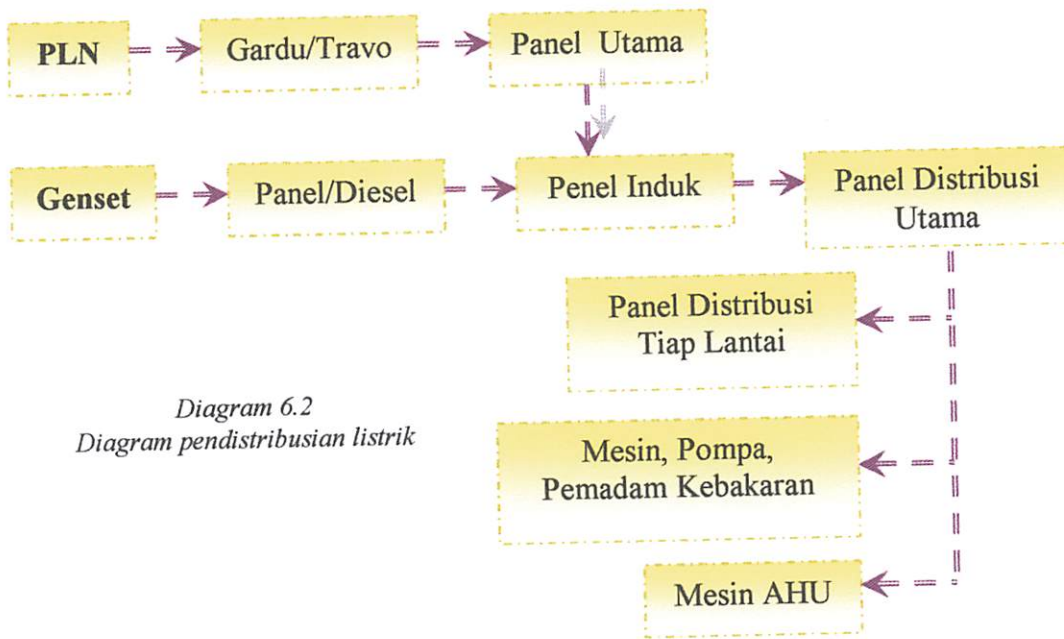 PLN
Gardu/Travo
Panel Utama
Genset
Panel/Diesel
Penel Induk
Panel Distribusi
Utama
Panel Distribusi
Tiap Lantai
Diagram 6.2
Diagram pendistribusian listrik
Mesin, Pompa,
Pemadam Kebakaran
Mesin AHU